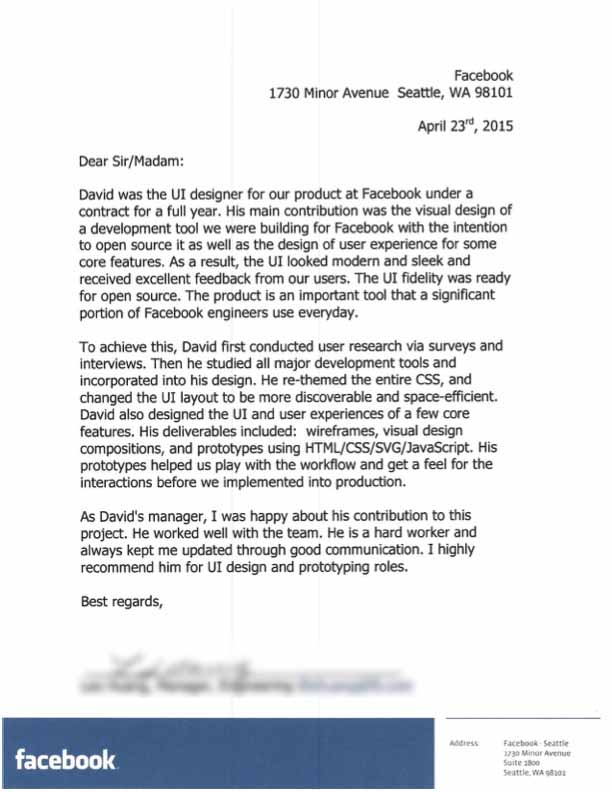 Facebook
1730 Minor Avenue  Seattle, WA 98101
April 23rd, 2015
Dear Sir/Madam:
David was the UI designer for our product at Facebook under a
contract for a full year. His main contribution was the visual design of
a development tool we were building for Facebook with the intention
to open source it as well as the design of user experience for some
core features. As a result, the UI looked modern and sleek and
received excellent feedback from our users. The UI fidelity was ready
for open source. The product is an important tool that a significant
portion of Facebook engineers use everyday.
To achieve this, David first conducted user research via surveys and
interviews. Then he studied all major development tools and
incorporated into his design. He re-themed the entire CSS, and
changed the UI layout to be more discoverable and space-efficient.
David also designed the UI and user experiences of a few core
features. His deliverables included:  wireframes, visual design
compositions, and prototypes using HTML/CSS/SVG/JavaScript. His
prototypes helped us play with the workflow and get a feel for the
interactions before we implemented into production.
As David's manager, I was happy about his contribution to this
project. He worked well with the team. He is a hard worker and
always kept me updated through good communication. I highly
recommend him for UI design and prototyping roles.
Best regards,
facebook
Address: Facebook - Seattle
1730 Minor Avenue
Suite 1800
Seattle, WA 98101